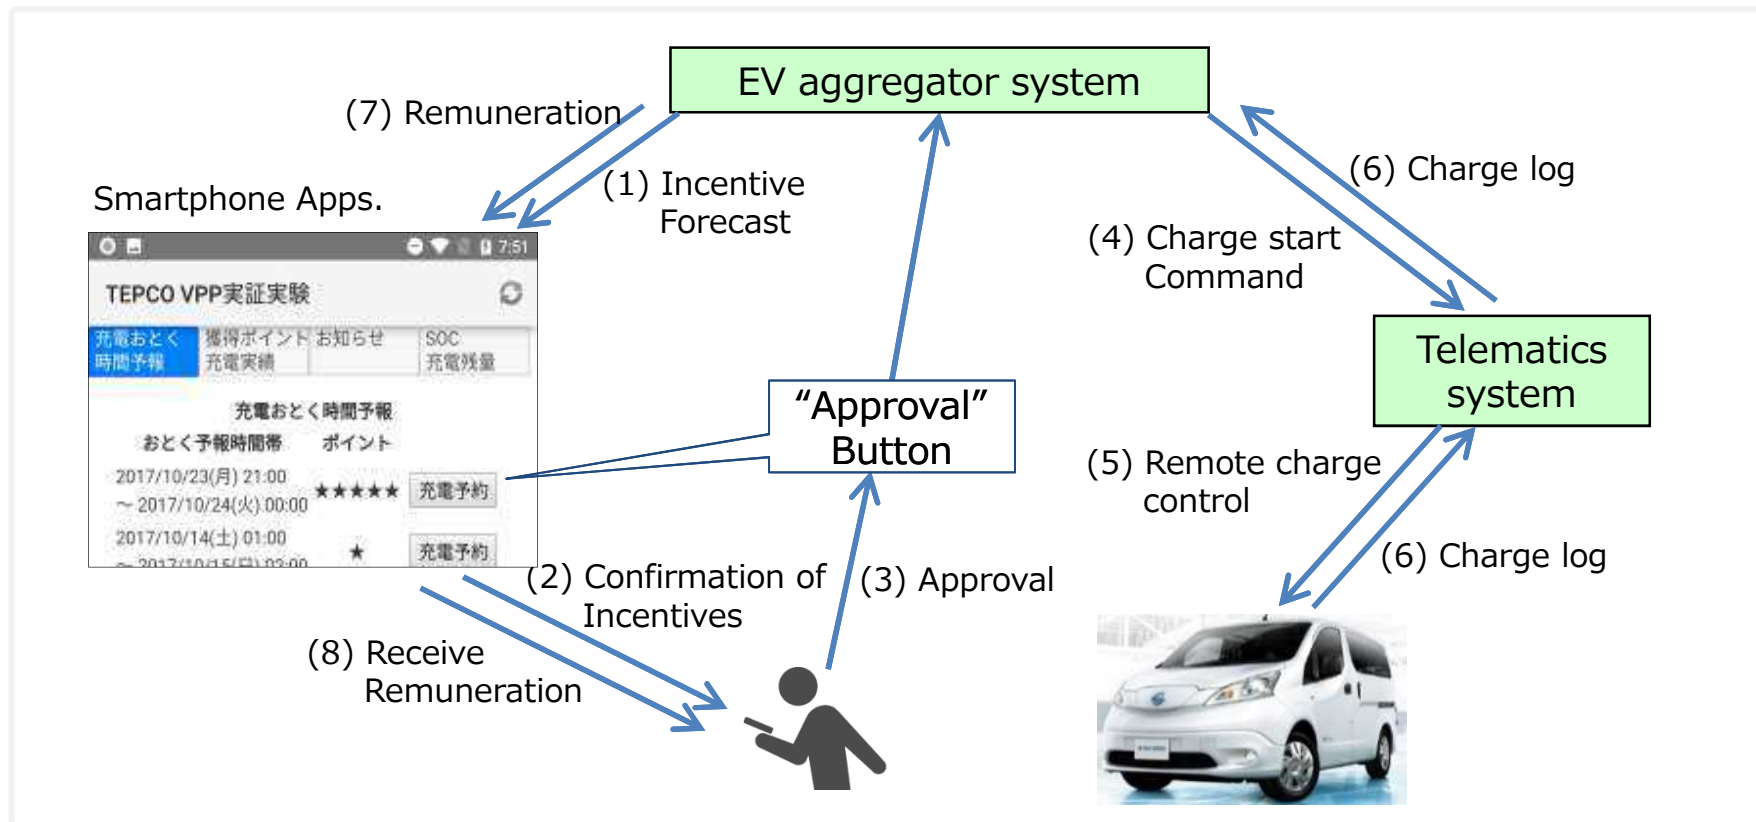 EV aggregator system
(7) Remuneration
(1) Incentive
Forecast
(6) Charge log
(4) Charge start
Command
Smartphone Apps.
7:51
TEPCO VPP実証実験
充電おとく
時間予報
獲得ポイント
充電実績
お知らせ
SOC
充電残量
充電おとく時間予報
おとく予報時間帯 ポイント
2017/10/23(月) 21:00
～ 2017/10/24(火) 00:00
★★★★★
充電予約
2017/10/14(土) 01:00
～ 2017/10/15(日) 02:00
★
充電予約
“Approval”
Button
Telematics
system
(5) Remote charge
control
(6) Charge log
(2) Confirmation of
Incentives
(3) Approval
(8) Receive
Remuneration